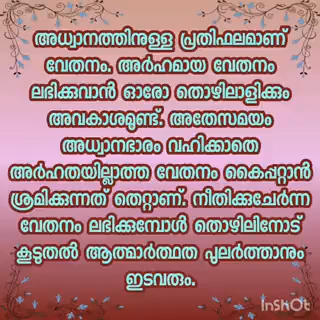 അധ്വാനത്തിനുള്ള പ്രതിഫലമാണ്
വേതനം. അർഹമായ വേതനം
ലഭിക്കുവാൻ ഓരോ തൊഴിലാളിക്കും
അവകാശമുണ്ട്. അതേസമയം
അധ്വാനഭാരം വഹിക്കാതെ
അർഹതയില്ലാത്ത വേതനം കൈപ്പറ്റാൻ
ശ്രമിക്കുന്നത് തെറ്റാണ്. നീതിക്കുചേർന്ന
വേതനം ലഭിക്കുമ്പോൾ തൊഴിലിനോട്
കൂടുതൽ ആത്മാർത്ഥത പുലർത്താനും
ഇടവരും.
InShOt